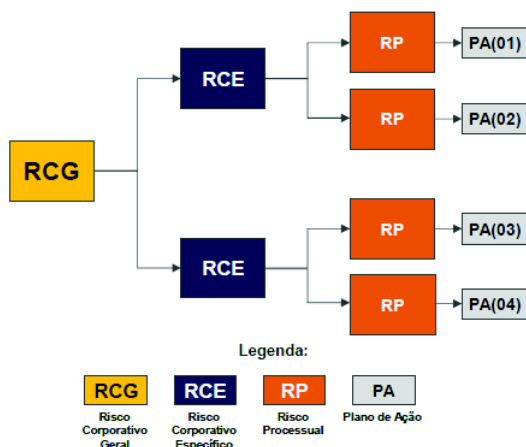 RP
PA(01)
RCE
RP
PA(02)
RCG
RP
PA(03)
RCE
RP
PA(04)
Legenda:
RCG
RCE
RP
PA
Risco
Corporativo
Geral
Risco
Corporativo
Específico
Risco
Processual
Plano de Ação